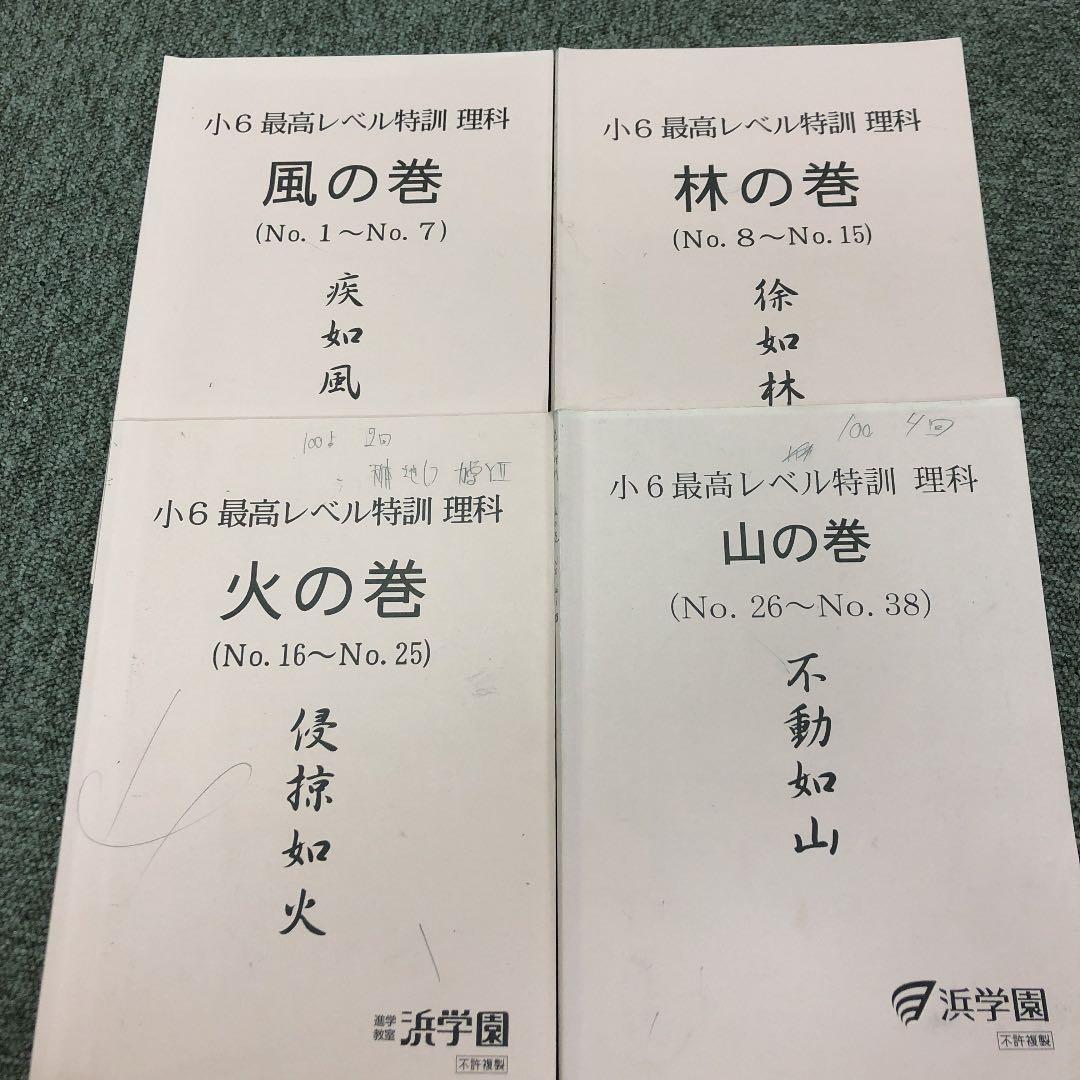 小6 最高レベル特訓 理科
風の巻
(No. 1～No. 7)
疾如風
小6 最高レベル特訓 理科
林の巻
(No. 8～No. 15)
徐如林
2回
小6 最高レベル特訓 理科
火の巻
(No. 16～No. 25)
侵掠如火
進学教室 浜学園
不許複製
100 4回
小6 最高レベル特訓 理科
山の巻
(No. 26～No. 38)
不動如山
浜学園
不許複製